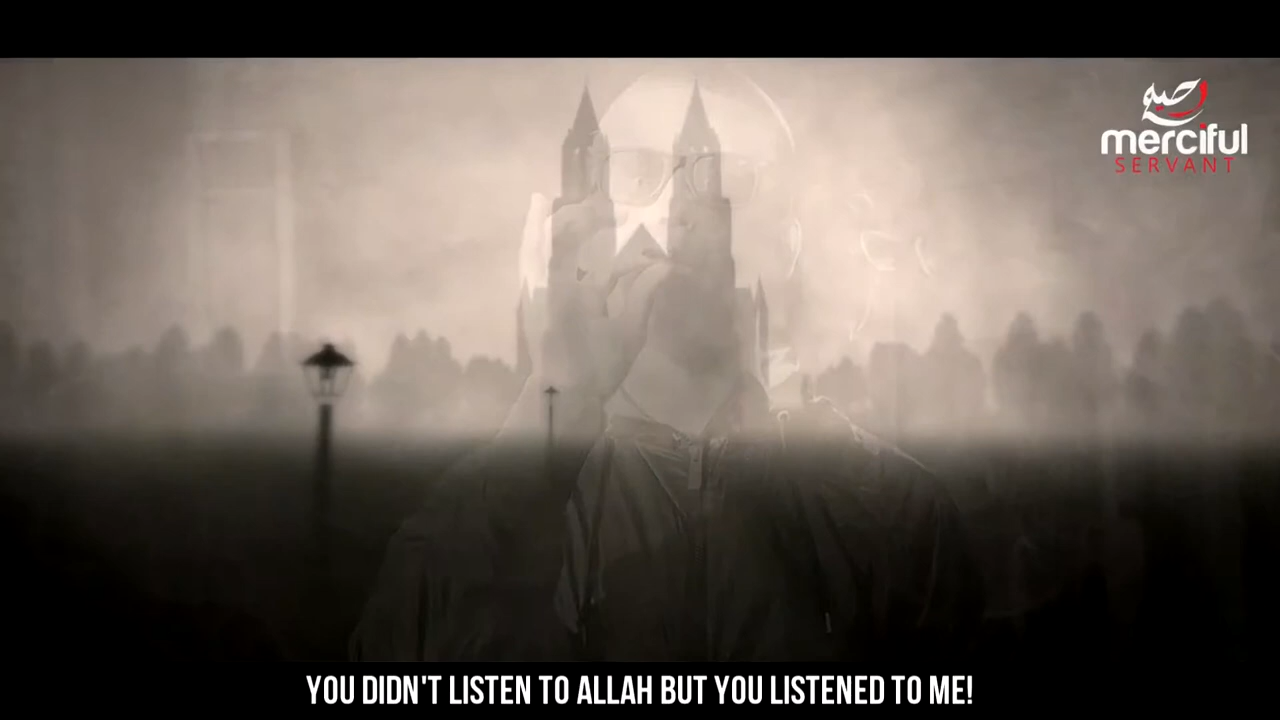 merciful
SERVANT
YOU DIDN'T LISTEN TO ALLAH BUT YOU LISTENED TO ME!